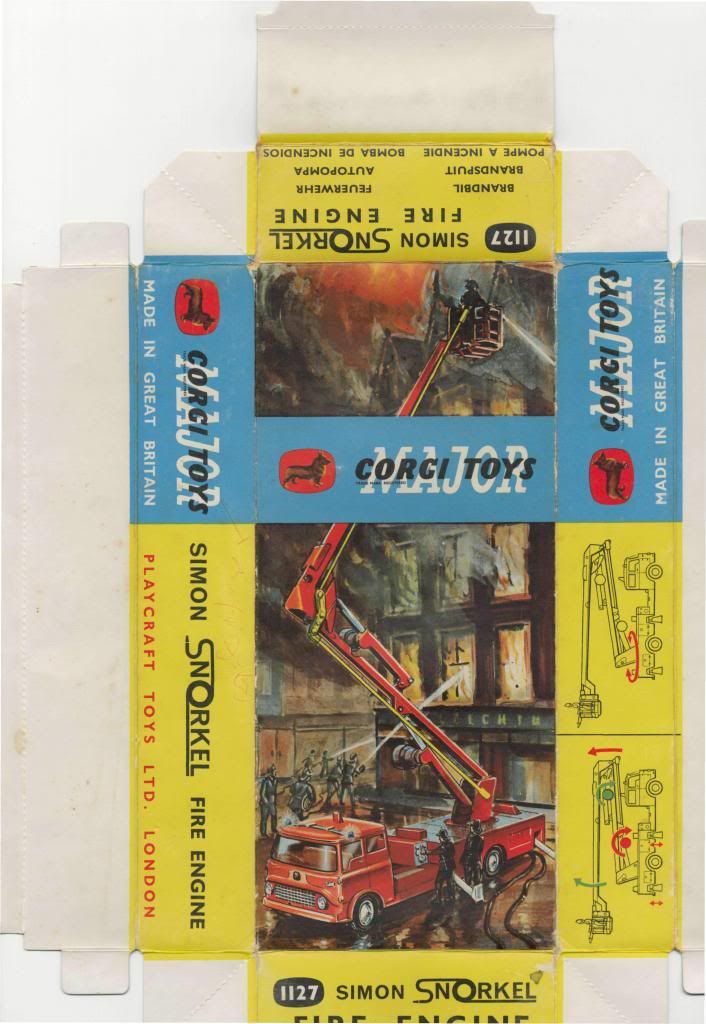 1127 SIMON SNORKEL
FIRE ENGINE
BRANDBIL FEUERWEHR
BRANDSPUIT AUTOPOMPA
POMPE A INCENDIE BOMBA DE INCENDIOS
MADE IN GREAT BRITAIN
CORGI TOYS
MAJOR
SIMON SNORKEL FIRE ENGINE
PLAYCRAFT TOYS LTD. LONDON
CORGI TOYS
MAJOR
CORGI TOYS
MAJOR
MADE IN GREAT BRITAIN
1127 SIMON SNORKEL
FIRE ENGINE